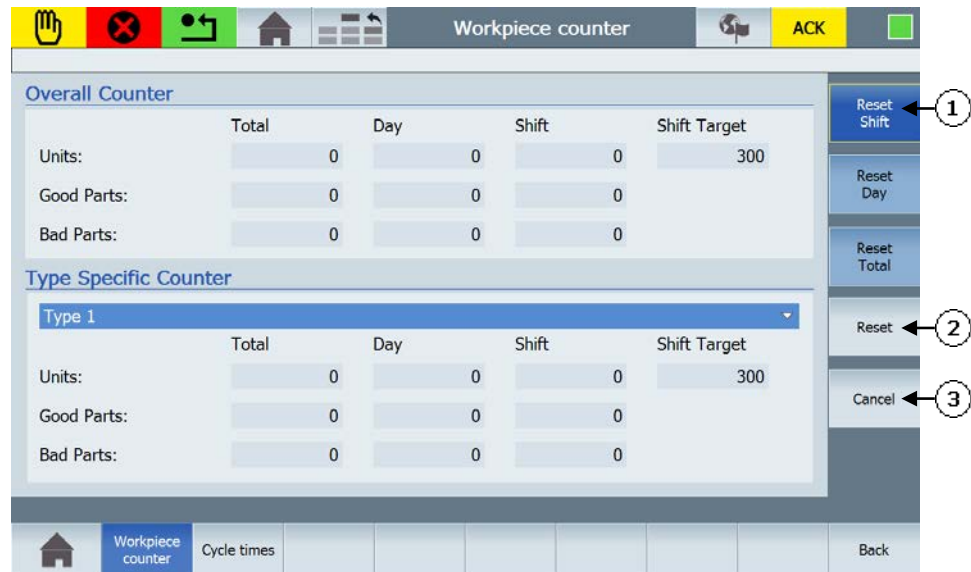 Workpiece counter
ACK
Overall Counter
Total Day Shift Shift Target
Units: 0 0 0 300
Good Parts: 0 0 0
Bad Parts: 0 0 0
Type Specific Counter
Type 1
Total Day Shift Shift Target
Units: 0 0 0 300
Good Parts: 0 0 0
Bad Parts: 0 0 0
Reset
Shift
1
Reset
Day
Reset
Total
Reset
2
Cancel
3
Workpiece
counter
Cycle times
Back